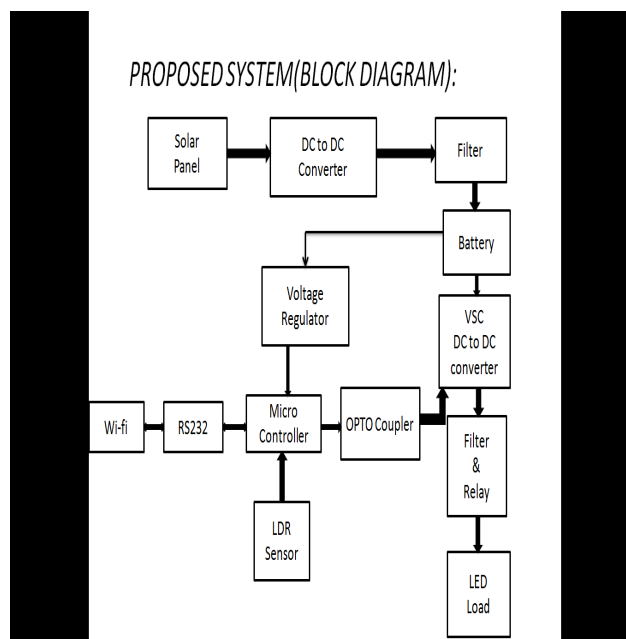 PROPOSED SYSTEM(BLOCK DIAGRAM):
Solar
Panel
DC to DC
Converter
Filter
Battery
Voltage
Regulator
VSC
DC to DC
converter
Wi-fi
RS232
Micro
Controller
OPTO Coupler
Filter
&
Relay
LDR
Sensor
LED
Load